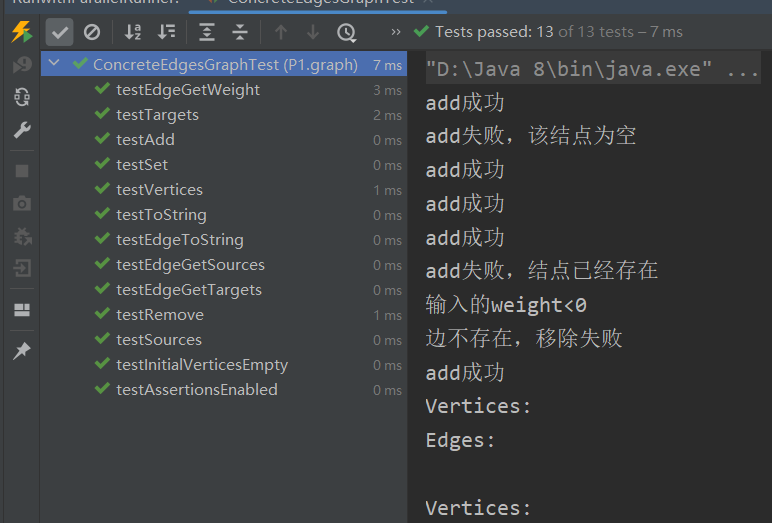 RunwithParallelRunner:
ConcreteEdgesGraphTest
Tests passed: 13 of 13 tests – 7 ms
ConcreteEdgesGraphTest (P1.graph) 7 ms
testEdgeGetWeight 3 ms
testTargets 2 ms
testAdd 0 ms
testSet 0 ms
testVertices 1 ms
testToString 0 ms
testEdgeToString 0 ms
testEdgeGetSources 0 ms
testEdgeGetTargets 0 ms
testRemove 1 ms
testSources 0 ms
testInitialVerticesEmpty 0 ms
testAssertionsEnabled 0 ms
"D:\Java 8\bin\java.exe" ...
add成功
add失败，该结点为空
add成功
add成功
add成功
add失败，结点已经存在
输入的weight<0
边不存在，移除失败
add成功
Vertices:
Edges:
Vertices: